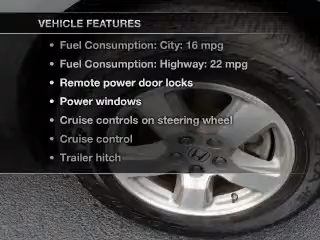 VEHICLE FEATURES
• Fuel Consumption: City: 16 mpg
• Fuel Consumption: Highway: 22 mpg
• Remote power door locks
• Power windows
• Cruise controls on steering wheel
• Cruise control
• Trailer hitch